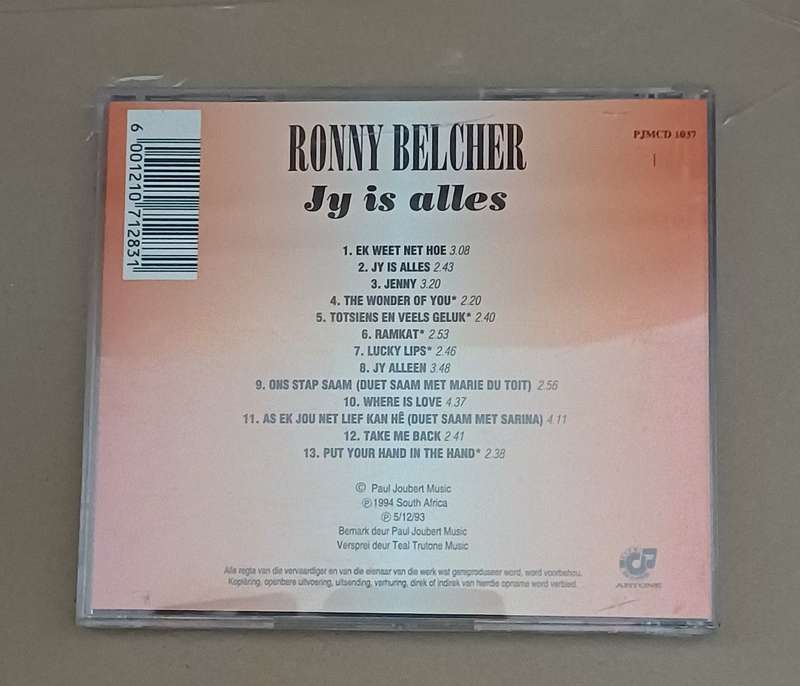 6 001210 712831
RONNY BELCHER
PJMCD 1037
Jy is alles
1. EK WEET NET HOE 3.08
2. JY IS ALLES 2.43
3. JENNY 3.20
4. THE WONDER OF YOU* 2.20
5. TOTSIENS EN VEELS GELUK* 2.40
6. RAMKAT* 2.53
7. LUCKY LIPS* 2.46
8. JY ALLEEN 3.48
9. ONS STAP SAAM (DUET SAAM MET MARIE DU TOIT) 2.56
10. WHERE IS LOVE 4.37
11. AS EK JOU NET LIEF KAN HÊ (DUET SAAM MET SARINA) 4.11
12. TAKE ME BACK 2.41
13. PUT YOUR HAND IN THE HAND* 2.38
© Paul Joubert Music
℗ 1994 South Africa
℗ 5/12/93
Bemark deur Paul Joubert Music
Versprei deur Teal Trutone Music
Alle regte van die vervaardiger en van die eienaar van die werk wat gereproduseer word, word voorbehou.
Kopiëring, openbare uitvoering, uitsending, verhuring, direk of indirek van hierdie opname word verbied.
ARTONE